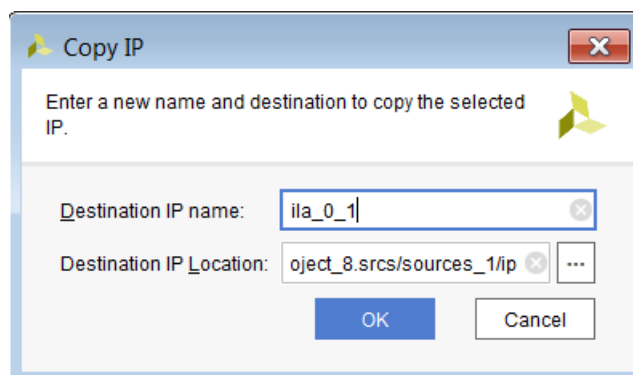 Copy IP
Enter a new name and destination to copy the selected
IP.
Destination IP name: ila_0_1
Destination IP Location: oject_8.srcs/sources_1/ip ...
OK Cancel